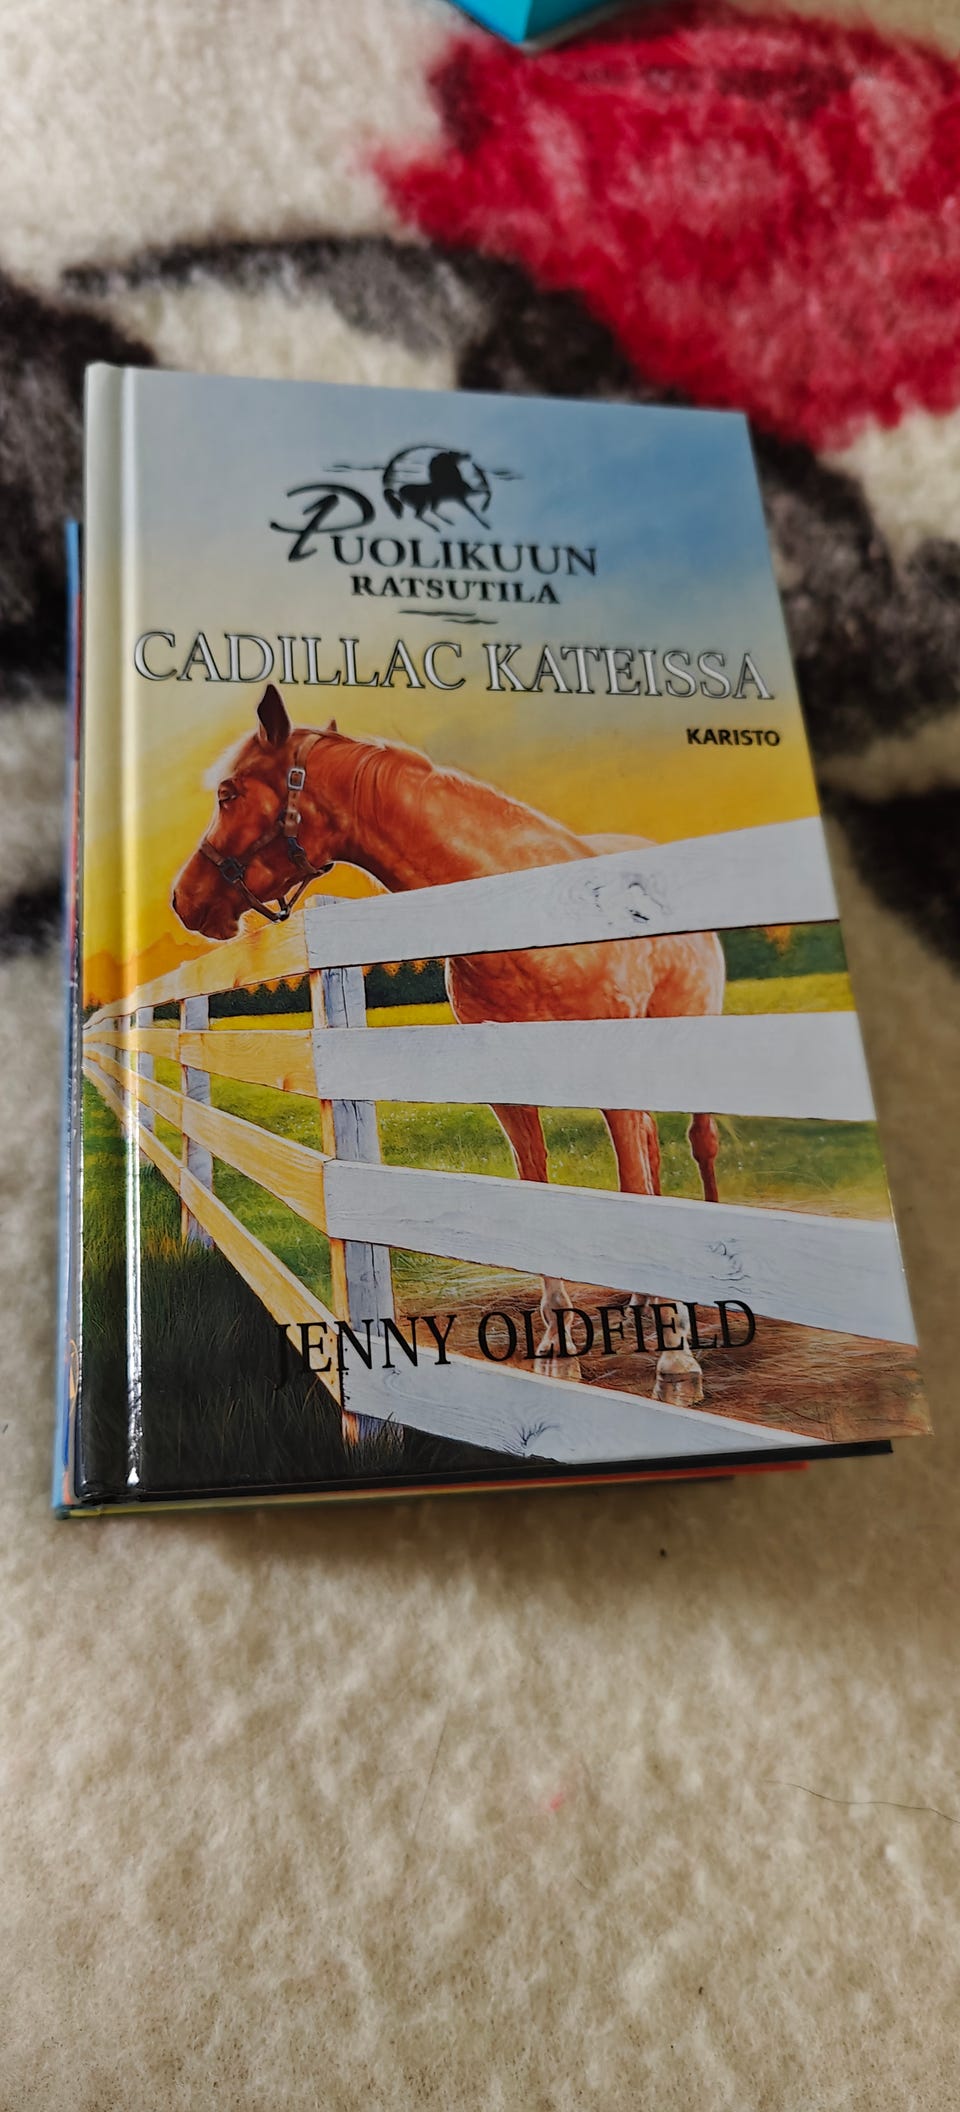 PUOLIKUUN
RATSUTILA
CADILLAC KATEISSA
KARISTO
JENNY OLDFIELD